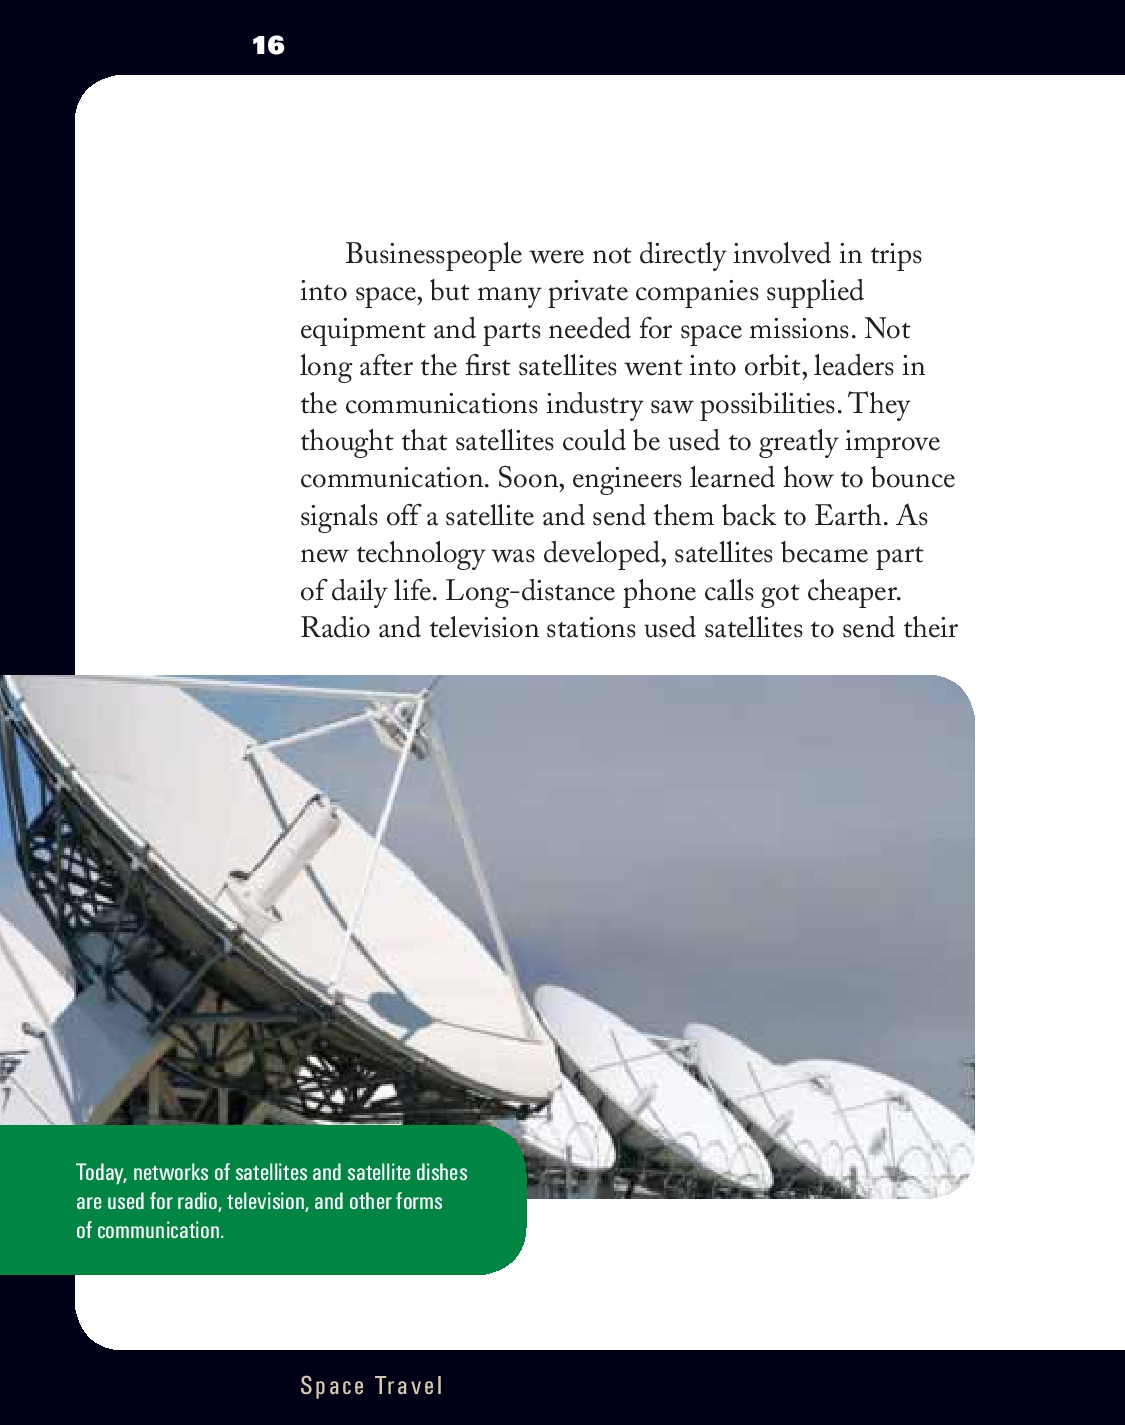 16
Businesspeople were not directly involved in trips
into space, but many private companies supplied
equipment and parts needed for space missions. Not
long after the first satellites went into orbit, leaders in
the communications industry saw possibilities. They
thought that satellites could be used to greatly improve
communication. Soon, engineers learned how to bounce
signals off a satellite and send them back to Earth. As
new technology was developed, satellites became part
of daily life. Long-distance phone calls got cheaper.
Radio and television stations used satellites to send their
Today, networks of satellites and satellite dishes
are used for radio, television, and other forms
of communication.
Space Travel